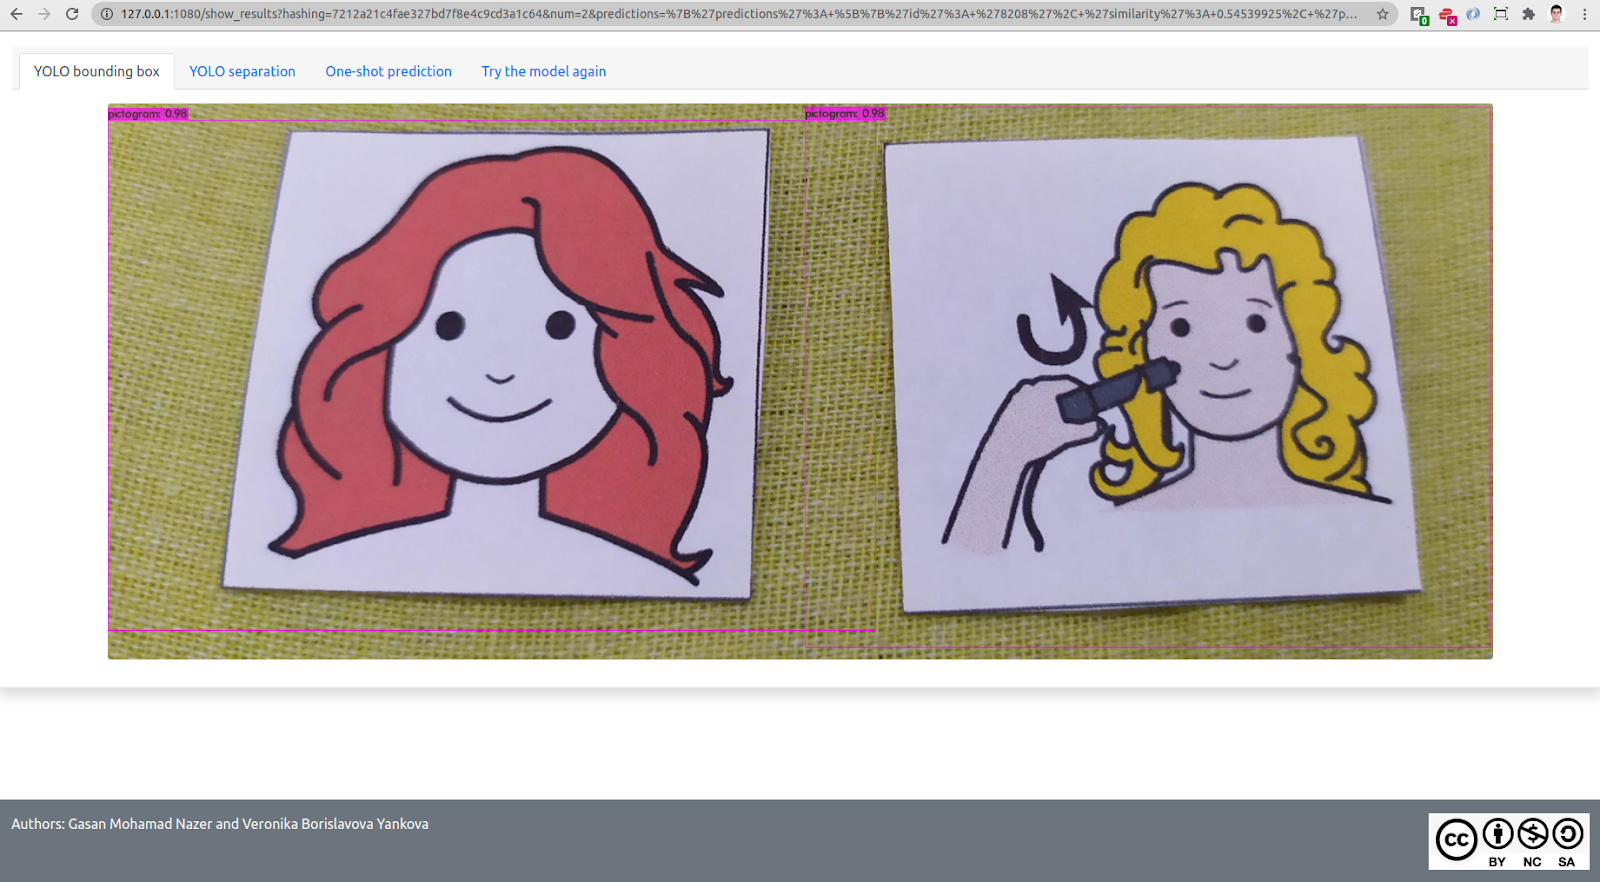 127.0.0.1:1080/show_results?hashing=7212a21c4fae327bd7f8e4c9cd3a1c64&num=2&predictions=%7B%27predictions%27%3A+%5B%7B%27id%27%3A+%278208%27%2C+%27similarity%27%3A+0.54539925%2C+%27p...
0
x
YOLO bounding box YOLO separation One-shot prediction Try the model again
pictogram: 0.98 pictogram: 0.98
Authors: Gasan Mohamad Nazer and Veronika Borislavova Yankova
cc
BY NC SA